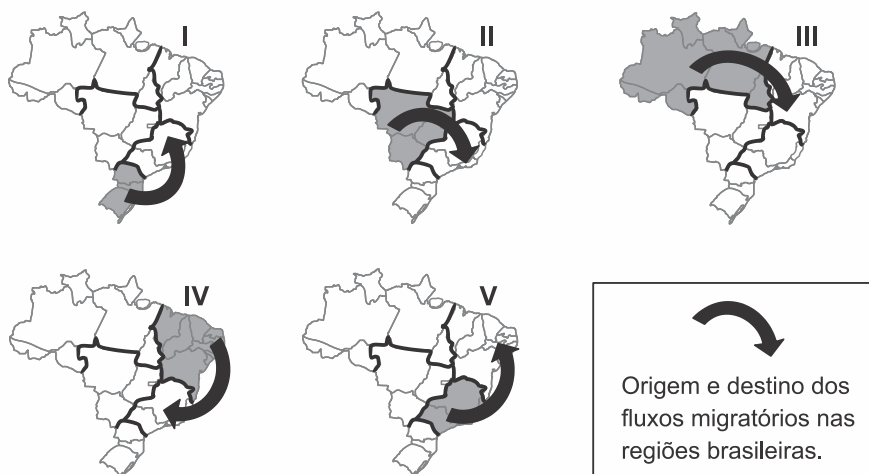 I
II
III
IV
V
Origem e destino dos
fluxos migratórios nas
regiões brasileiras.